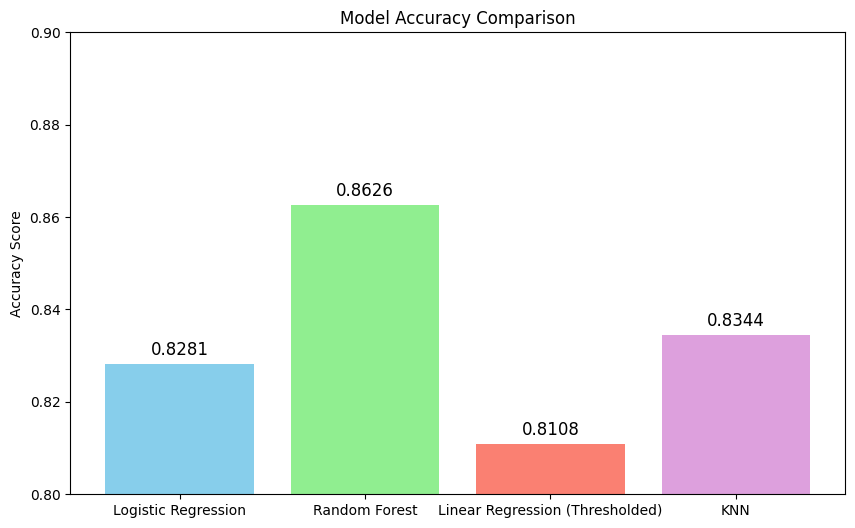 Model Accuracy Comparison
Accuracy Score
0.90
0.88
0.86
0.84
0.82
0.80
0.8281
0.8626
0.8108
0.8344
Logistic Regression
Random Forest
Linear Regression (Thresholded)
KNN